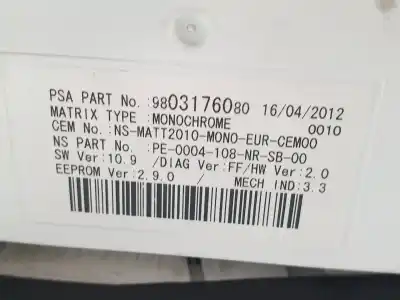 PSA PART No.:9803176080 16/04/2012
MATRIX TYPE :MONOCHROME 0010
CEM No.:NS-MATT2010-MONO-EUR-CEM00
NS PART No. :PE-0004-108-NR-SB-00
SW Ver:10.9 /DIAG Ver:FF/HW Ver:2.0
EEPROM Ver:2.9.0 / MECH IND:3.3